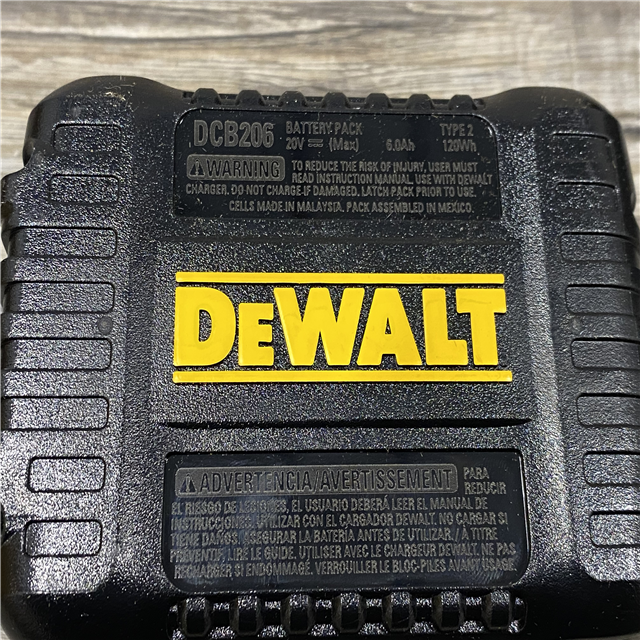 DCB206 BATTERY PACK TYPE 2
20V ⎓ (Max) 6.0Ah 120Wh
⚠WARNING TO REDUCE THE RISK OF INJURY, USER MUST
READ INSTRUCTION MANUAL. USE WITH DEWALT
CHARGER. DO NOT CHARGE IF DAMAGED. LATCH PACK PRIOR TO USE.
CELLS MADE IN MALAYSIA. PACK ASSEMBLED IN MEXICO.
DEWALT
⚠ADVERTENCIA/AVERTISSEMENT PARA
REDUCIR
EL RIESGO DE LESIONES, EL USUARIO DEBERÁ LEER EL MANUAL DE
INSTRUCCIONES. UTILIZAR CON EL CARGADOR DEWALT. NO CARGAR SI
TIENE DAÑOS. ASEGURAR LA BATERÍA ANTES DE UTILIZAR. / À TITRE
PRÉVENTIF, LIRE LE GUIDE. UTILISER AVEC LE CHARGEUR DEWALT. NE PAS
RECHARGER SI ENDOMMAGÉ. VERROUILLER LE BLOC-PILES AVANT USAGE.